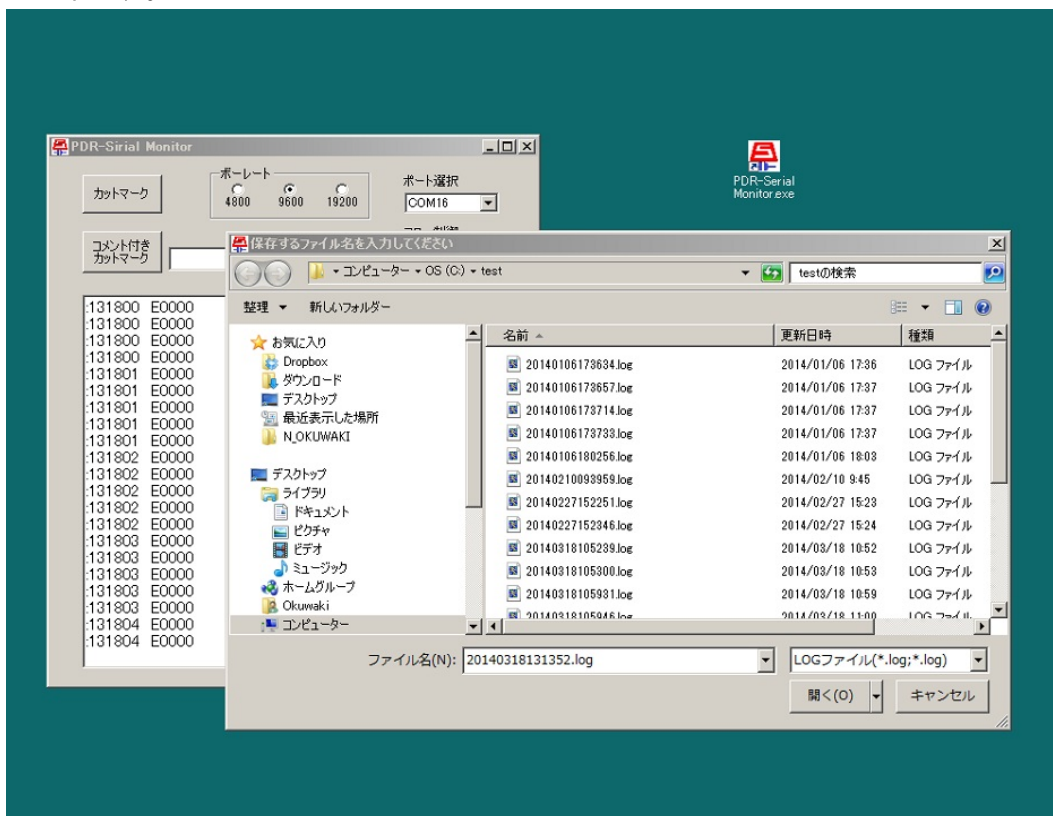 PDR-Sirial Monitor
カットマーク
ボーレート
4800 9600 19200
ポート選択
COM16
コメント付き
カットマーク
:131800 E0000
:131800 E0000
:131800 E0000
:131800 E0000
:131801 E0000
:131801 E0000
:131801 E0000
:131801 E0000
:131801 E0000
:131802 E0000
:131802 E0000
:131802 E0000
:131802 E0000
:131802 E0000
:131803 E0000
:131803 E0000
:131803 E0000
:131803 E0000
:131803 E0000
:131804 E0000
:131804 E0000
PDR-Serial
Monitor.exe
保存するファイル名を入力してください
コンピューター OS (C:) test
testの検索
整理 新しいフォルダー
お気に入り
Dropbox
ダウンロード
デスクトップ
最近表示した場所
N_OKUWAKI
デスクトップ
ライブラリ
ドキュメント
ピクチャ
ビデオ
ミュージック
ホームグループ
Okuwaki
コンピューター
名前 更新日時 種類
20140106173634.log 2014/01/06 17:36 LOG ファイル
20140106173657.log 2014/01/06 17:37 LOG ファイル
20140106173714.log 2014/01/06 17:37 LOG ファイル
20140106173733.log 2014/01/06 17:37 LOG ファイル
20140106180256.log 2014/01/06 18:03 LOG ファイル
20140210093959.log 2014/02/10 9:45 LOG ファイル
20140227152251.log 2014/02/27 15:23 LOG ファイル
20140227152346.log 2014/02/27 15:24 LOG ファイル
20140318105239.log 2014/03/18 10:52 LOG ファイル
20140318105300.log 2014/03/18 10:53 LOG ファイル
20140318105931.log 2014/03/18 10:59 LOG ファイル
20140318105946.log 2014/03/18 11:00 LOG ファイル
ファイル名(N): 20140318131352.log
LOGファイル(*.log;*.log)
開く(O) キャンセル